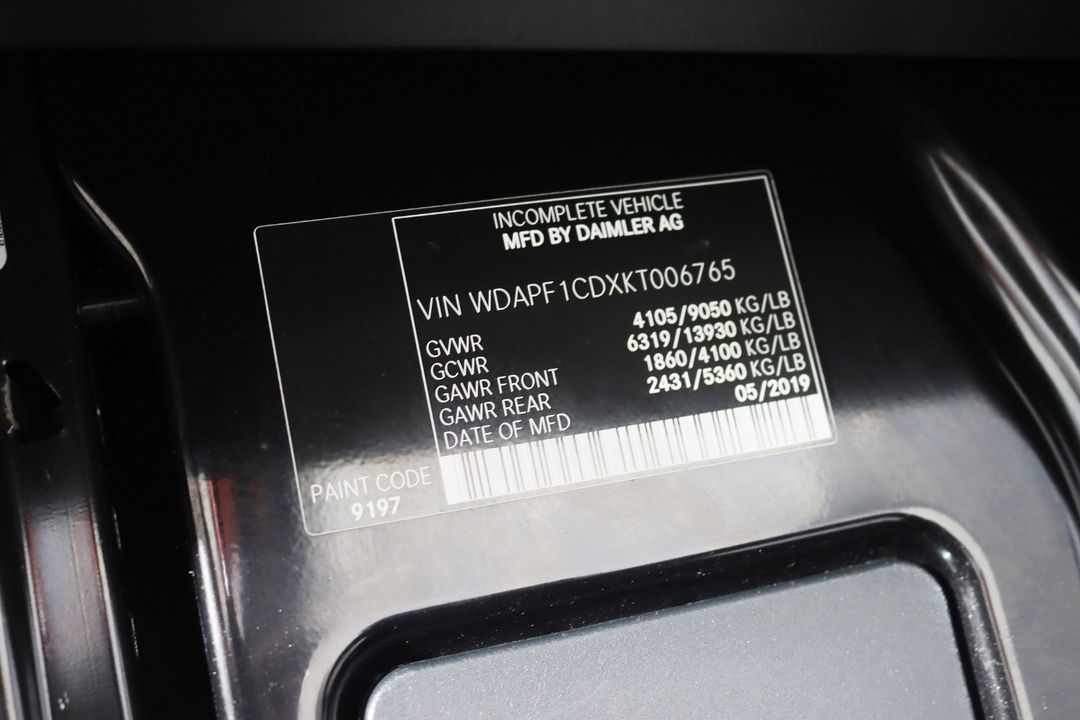 INCOMPLETE VEHICLE
MFD BY DAIMLER AG
VIN WDAPF1CDXKT006765
GVWR 4105/9050 KG/LB
GCWR 6319/13930 KG/LB
GAWR FRONT 1860/4100 KG/LB
GAWR REAR 2431/5360 KG/LB
DATE OF MFD 05/2019
PAINT CODE
9197